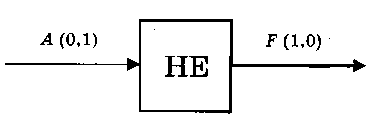 A (0,1)
HE
F (1,0)